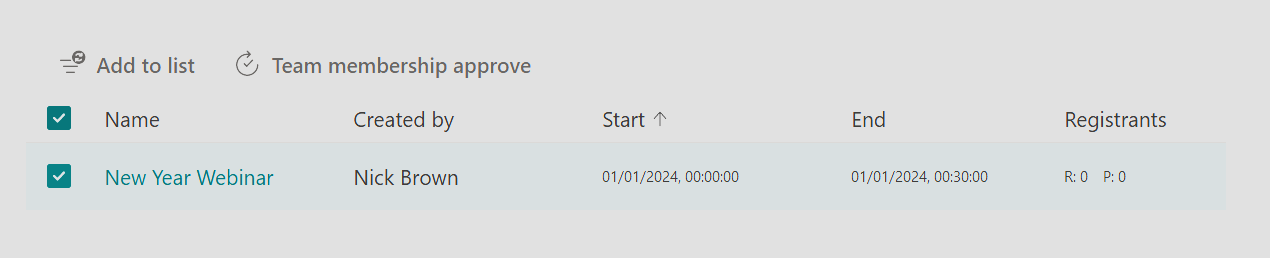 Add to list Team membership approve
Name Created by Start ↑ End Registrants
New Year Webinar Nick Brown 01/01/2024, 00:00:00 01/01/2024, 00:30:00 R: 0 P: 0